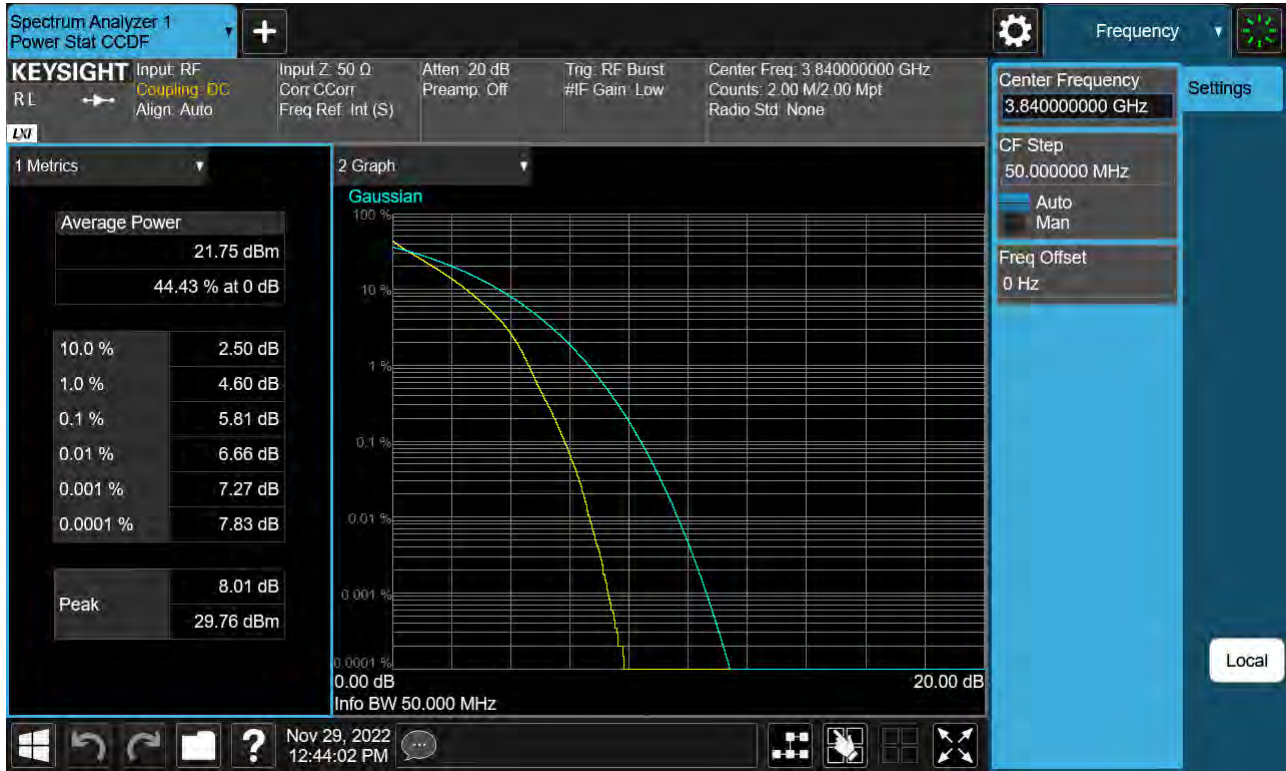 Spectrum Analyzer 1
Power Stat CCDF
+
Frequency
KEYSIGHT
RL
LXI
Input: RF
Coupling: DC
Align: Auto
Input Z: 50 Ω
Corr CCorr
Freq Ref: Int (S)
Atten: 20 dB
Preamp: Off
Trig: RF Burst
#IF Gain: Low
Center Freq: 3.840000000 GHz
Counts: 2.00 M/2.00 Mpt
Radio Std: None
Center Frequency
3.840000000 GHz
Settings
CF Step
50.000000 MHz
Auto
Man
Freq Offset
0 Hz
Local
1 Metrics
Average Power
21.75 dBm
44.43 % at 0 dB
10.0 % 2.50 dB
1.0 % 4.60 dB
0.1 % 5.81 dB
0.01 % 6.66 dB
0.001 % 7.27 dB
0.0001 % 7.83 dB
Peak
8.01 dB
29.76 dBm
2 Graph
Gaussian
100 %
10 %
1 %
0.1 %
0.01 %
0.001 %
0.0001 %
0.00 dB
20.00 dB
Info BW 50.000 MHz
?
Nov 29, 2022
12:44:02 PM